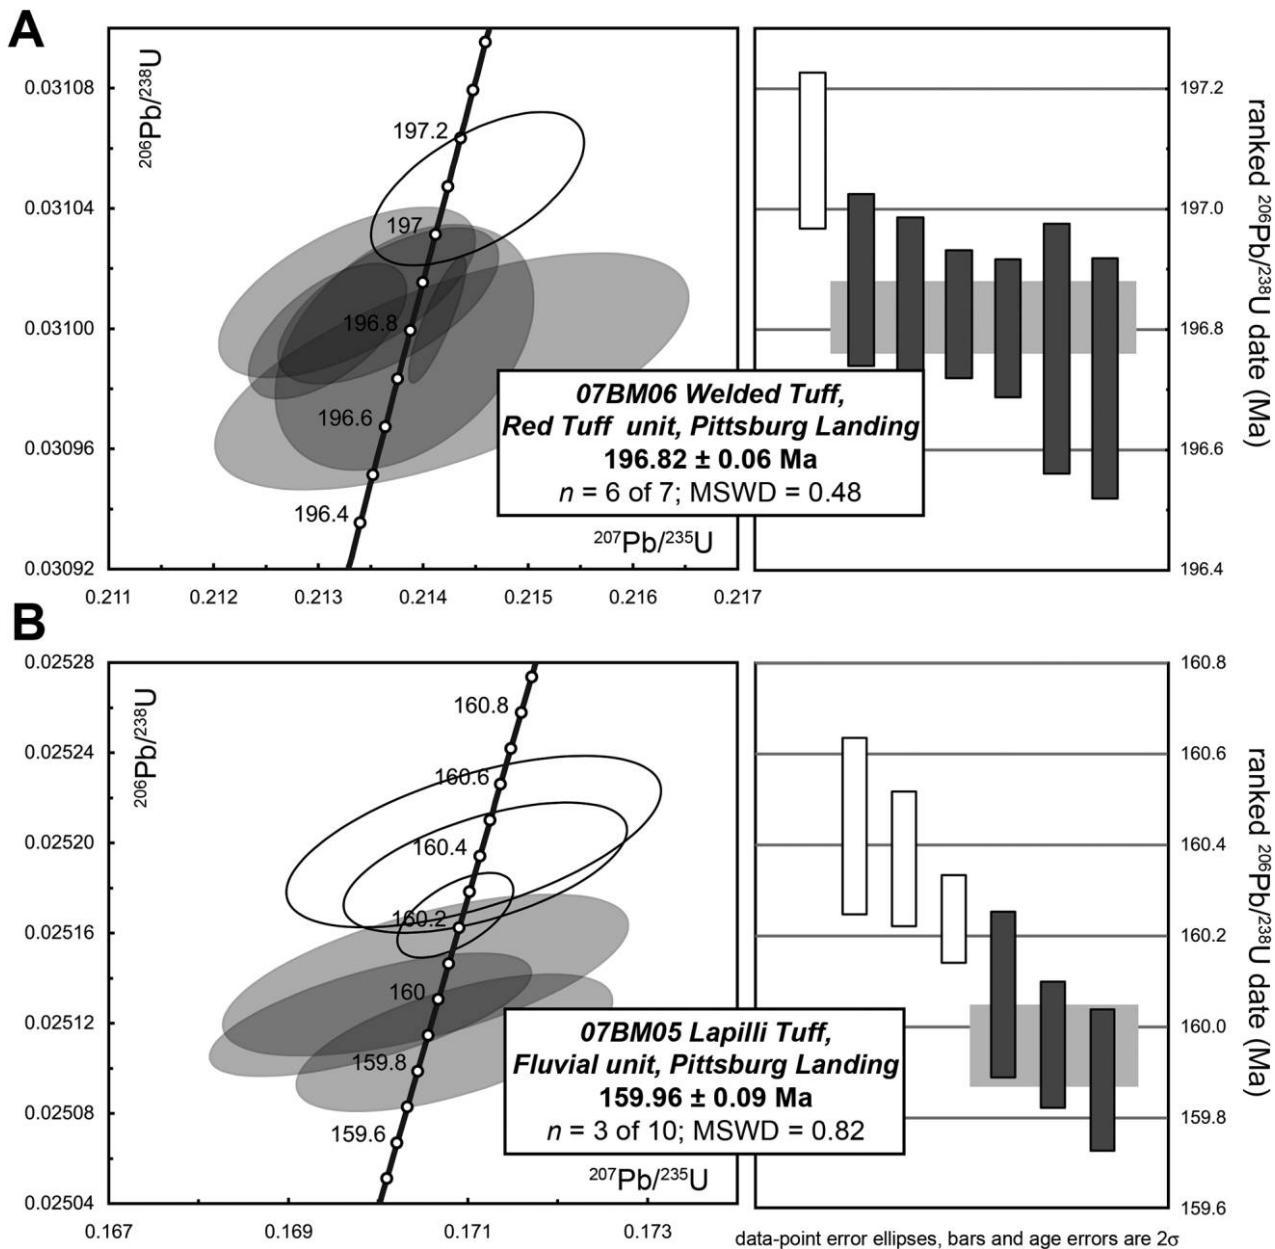 A
²⁰⁶Pb/²³⁸U
0.03108
0.03104
0.03100
0.03096
0.03092
197.2
197
196.8
196.6
196.4
0.211 0.212 0.213 0.214 0.215 0.216 0.217
²⁰⁷Pb/²³⁵U
07BM06 Welded Tuff,
Red Tuff unit, Pittsburg Landing
196.82 ± 0.06 Ma
n = 6 of 7; MSWD = 0.48
197.2
197.0
196.8
196.6
196.4
ranked ²⁰⁶Pb/²³⁸U date (Ma)
B
²⁰⁶Pb/²³⁸U
0.02528
0.02524
0.02520
0.02516
0.02512
0.02508
0.02504
160.8
160.6
160.4
160.2
160
159.8
159.6
0.167 0.169 0.171 0.173
²⁰⁷Pb/²³⁵U
07BM05 Lapilli Tuff,
Fluvial unit, Pittsburg Landing
159.96 ± 0.09 Ma
n = 3 of 10; MSWD = 0.82
160.8
160.6
160.4
160.2
160.0
159.8
159.6
ranked ²⁰⁶Pb/²³⁸U date (Ma)
data-point error ellipses, bars and age errors are 2σ